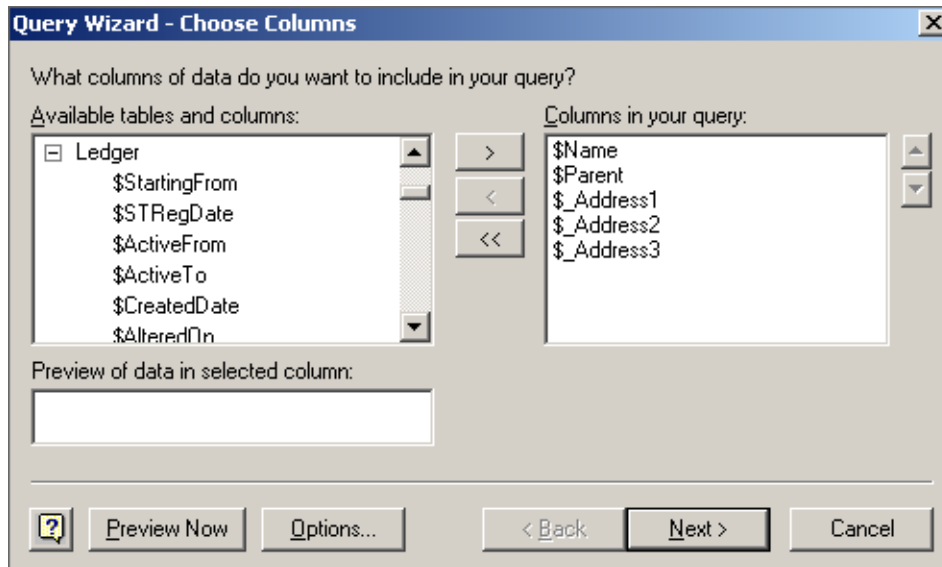 Query Wizard - Choose Columns
What columns of data do you want to include in your query?
Available tables and columns:
Ledger
$StartingFrom
$STRegDate
$ActiveFrom
$ActiveTo
$CreatedDate
$AlteredOn
>
<
<<
Columns in your query:
$Name
$Parent
$_Address1
$_Address2
$_Address3
Preview of data in selected column:
?
Preview Now
Options...
< Back
Next >
Cancel